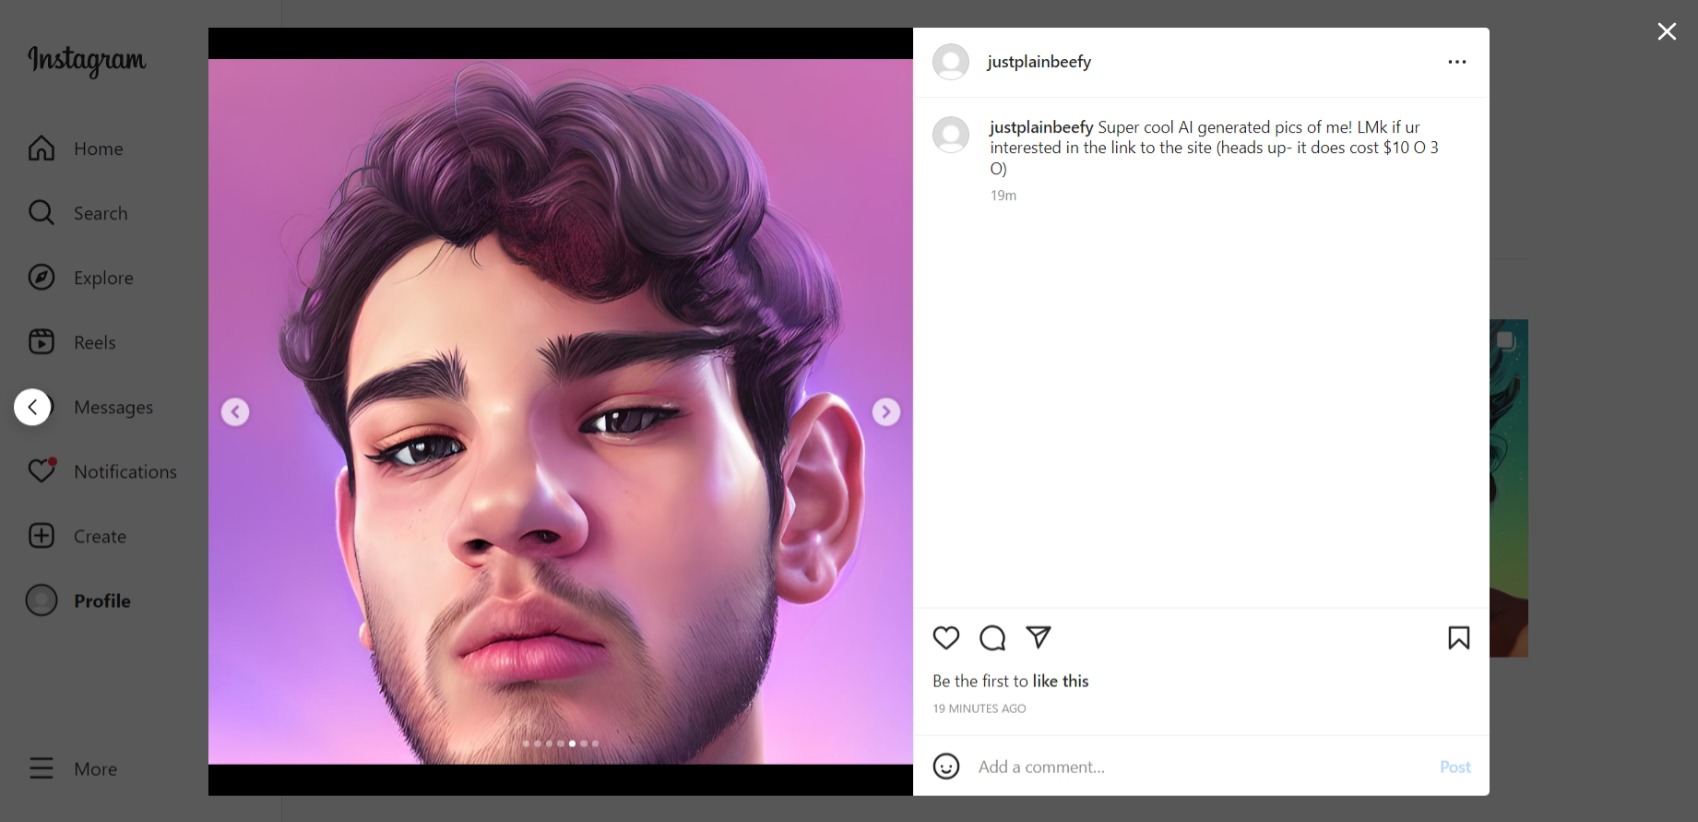 Instagram
Home
Search
Explore
Reels
Messages
Notifications
Create
Profile
More
justplainbeefy
justplainbeefy Super cool AI generated pics of me! LMk if ur
interested in the link to the site (heads up- it does cost $10 O 3
O)
19m
Be the first to like this
19 MINUTES AGO
Add a comment...
Post